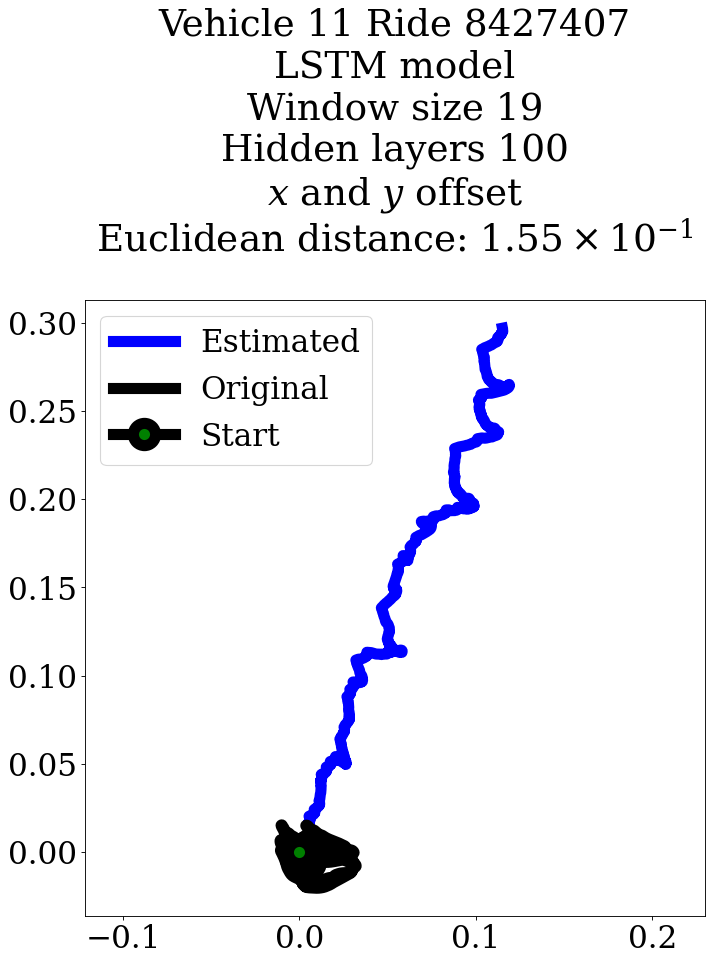 Vehicle 11 Ride 8427407
LSTM model
Window size 19
Hidden layers 100
x and y offset
Euclidean distance: 1.55 × 10⁻¹
Estimated
Original
Start
0.30
0.25
0.20
0.15
0.10
0.05
0.00
−0.1 0.0 0.1 0.2